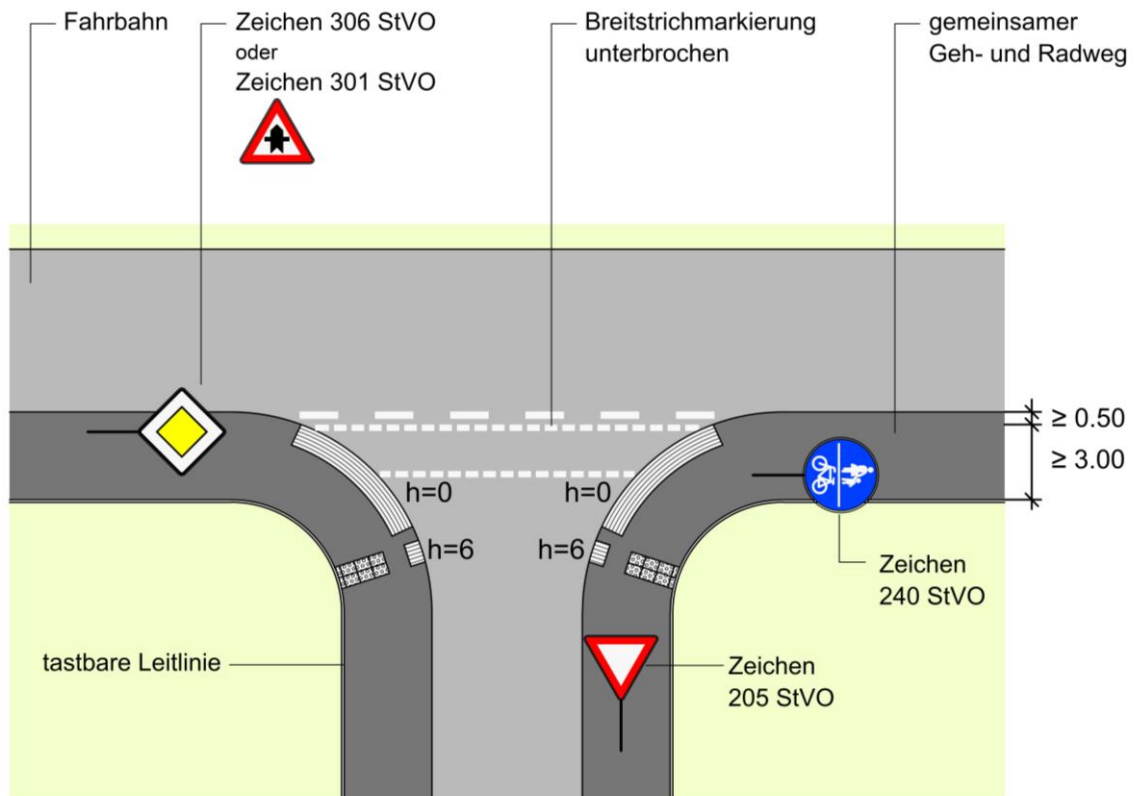 Fahrbahn
Zeichen 306 StVO
oder
Zeichen 301 StVO
Breitstrichmarkierung
unterbrochen
gemeinsamer
Geh- und Radweg
≥ 0.50
≥ 3.00
h=0
h=0
h=6
h=6
Zeichen
240 StVO
tastbare Leitlinie
Zeichen
205 StVO